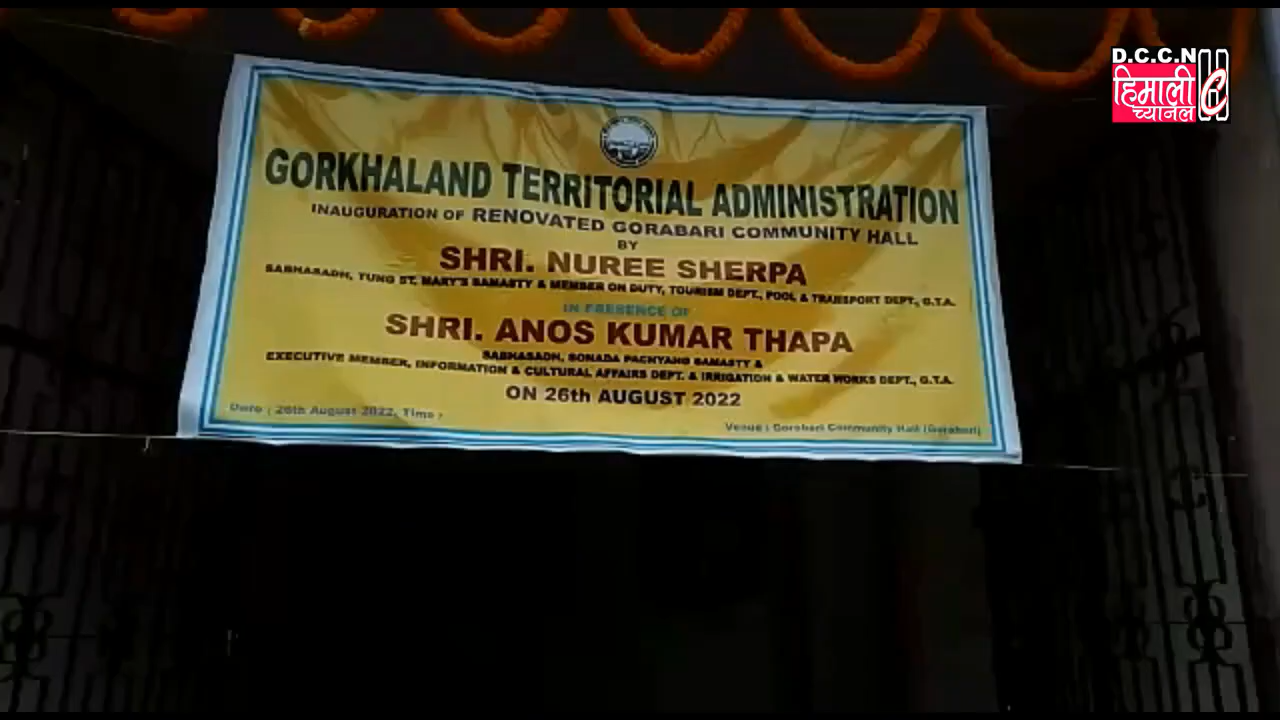 D.C.C.N
हिमाली
च्यानल
GORKHALAND TERRITORIAL ADMINISTRATION
INAUGURATION OF RENOVATED GORABARI COMMUNITY HALL
BY
SHRI. NUREE SHERPA
SABHASADH, TUNG ST. MARY'S SAMASTY & MEMBER ON DUTY, TOURISM DEPT., POOL & TRANSPORT DEPT., G.T.A.
IN PRESENCE OF
SHRI. ANOS KUMAR THAPA
SABHASADH, SONADA PACHYANG SAMASTY &
EXECUTIVE MEMBER, INFORMATION & CULTURAL AFFAIRS DEPT. & IRRIGATION & WATER WORKS DEPT., G.T.A.
ON 26th AUGUST 2022
Date : 26th August 2022, Time :
Venue : Gorabari Community Hall (Gorabari)